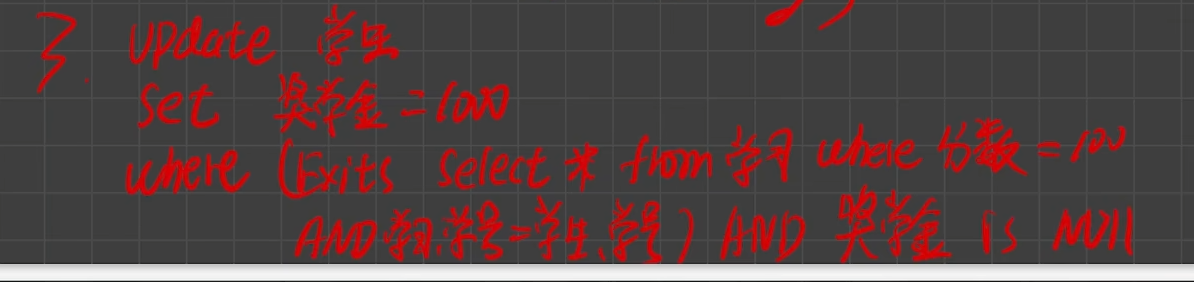 3. update 学生
set 奖学金 = 1000
where (Exits select * from 学习 where 分数 = 100
AND 学习.学号 = 学生.学号) AND 奖学金 is NUll